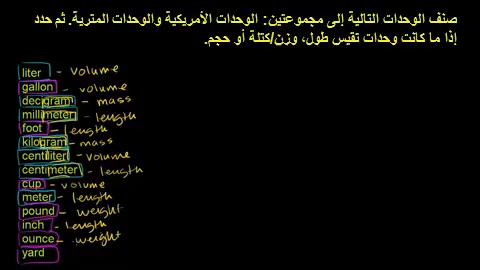 صنف الوحدات التالية إلى مجموعتين: الوحدات الأمريكية والوحدات المترية. ثم حدد
إذا ما كانت وحدات تقيس طول، وزن/كتلة أو حجم.
liter - volume
gallon - volume
decigram - mass
millimeter - length
foot - length
kilogram - mass
centiliter - volume
centimeter - length
cup - volume
meter - length
pound - weight
inch - length
ounce - weight
yard